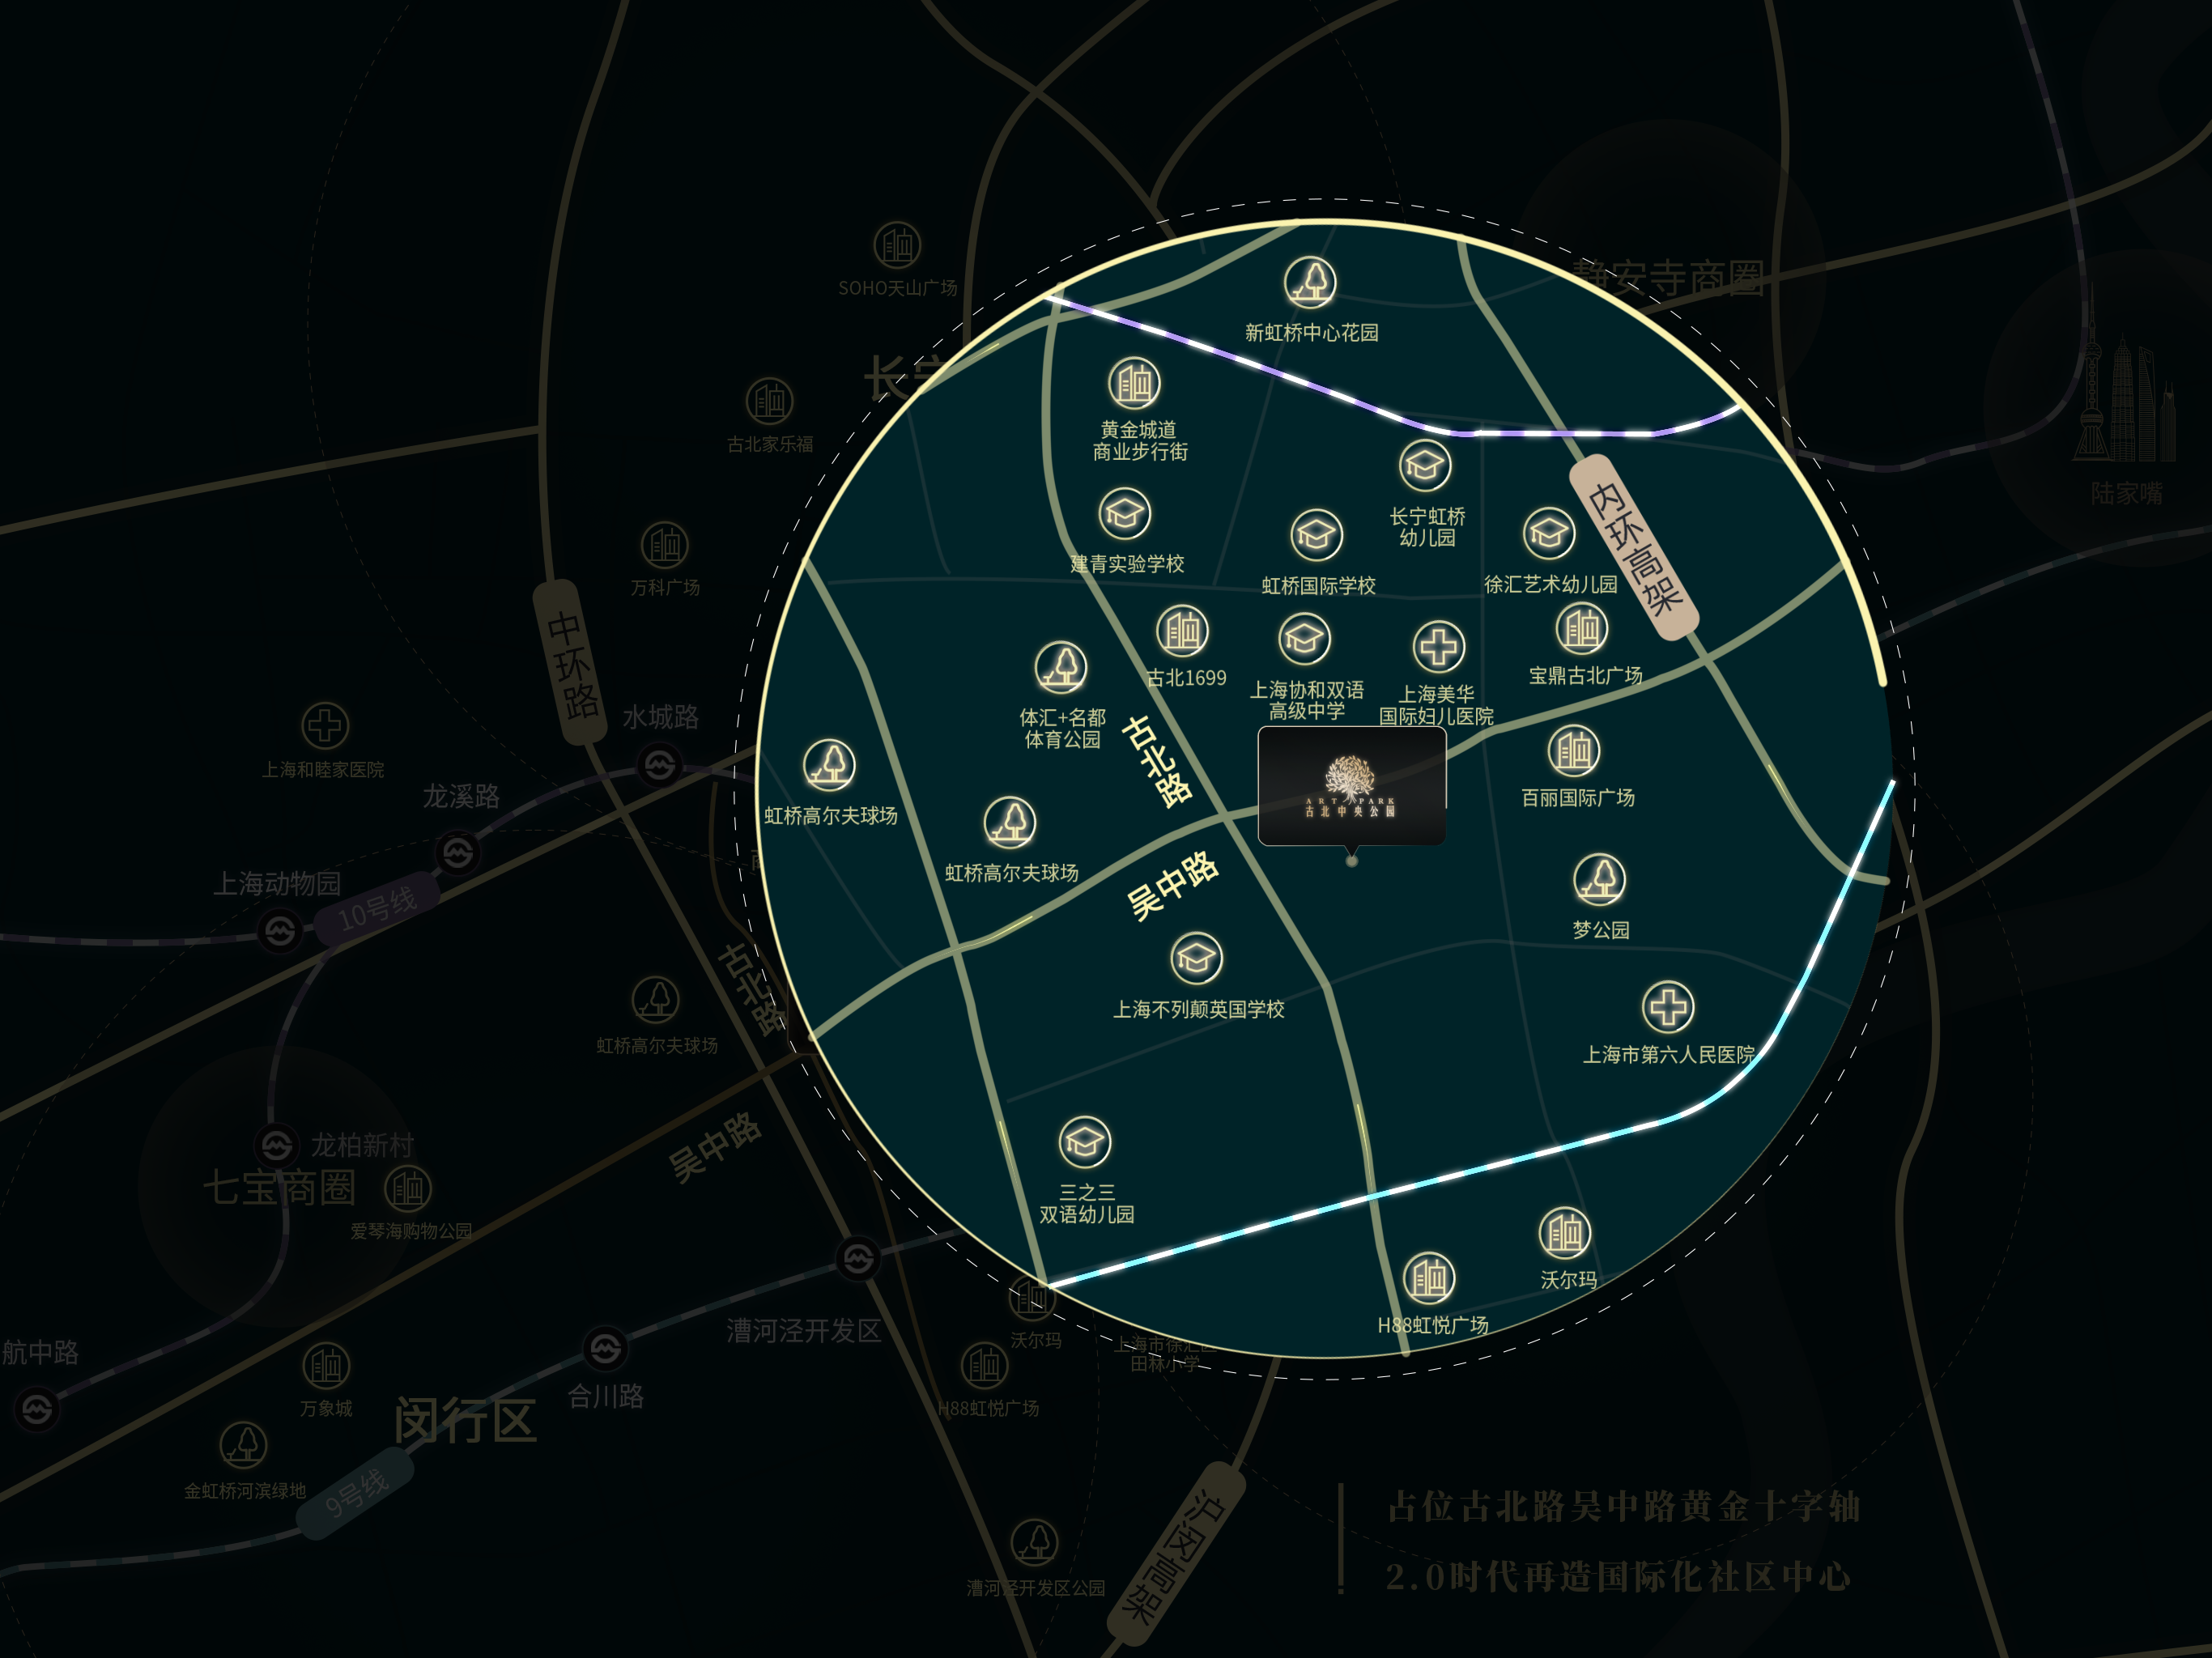 SOHO天山广场
静安寺商圈
新虹桥中心花园
长宁
古北家乐福
黄金城道
商业步行街
陆家嘴
内环高架
长宁虹桥
幼儿园
建青实验学校
虹桥国际学校
徐汇艺术幼儿园
万科广场
中环路
古北1699
宝鼎古北广场
上海协和双语
高级中学
上海美华
国际妇儿医院
体汇+名都
体育公园
水城路
上海和睦家医院
龙溪路
古北路
ART PARK
古北中央公园
百丽国际广场
虹桥高尔夫球场
虹桥高尔夫球场
上海动物园
10号线
吴中路
梦公园
古北路
上海不列颠英国学校
虹桥高尔夫球场
上海市第六人民医院
吴中路
龙柏新村
七宝商圈
爱琴海购物公园
三之三
双语幼儿园
沃尔玛
H88虹悦广场
漕河泾开发区
沃尔玛
上海市徐汇区
田林小学
航中路
合川路
万象城
闵行区
H88虹悦广场
金虹桥河滨绿地
9号线
沪闵高架
漕河泾开发区公园
占位古北路吴中路黄金十字轴
2.0时代再造国际化社区中心